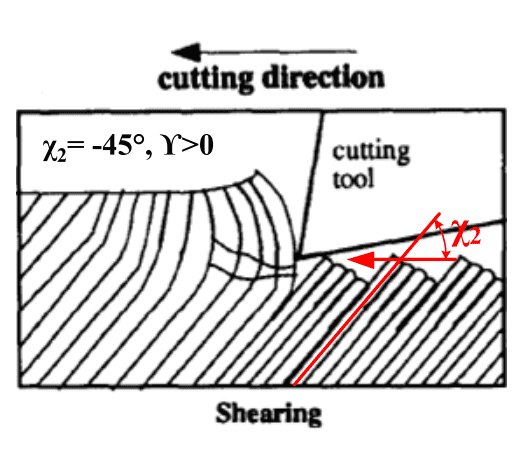 cutting direction
χ₂= -45°, ϒ>0
cutting
tool
χ₂
Shearing